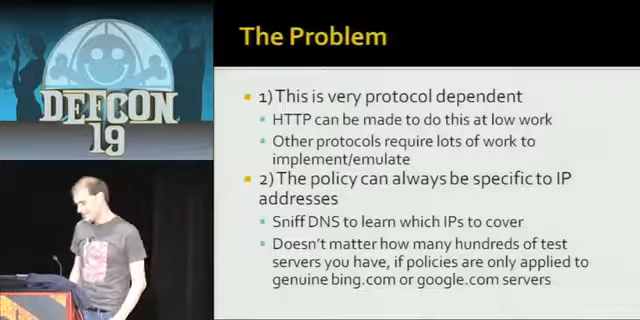 DEFCON
19
The Problem
1) This is very protocol dependent
HTTP can be made to do this at low work
Other protocols require lots of work to
implement/emulate
2) The policy can always be specific to IP
addresses
Sniff DNS to learn which IPs to cover
Doesn't matter how many hundreds of test
servers you have, if policies are only applied to
genuine bing.com or google.com servers